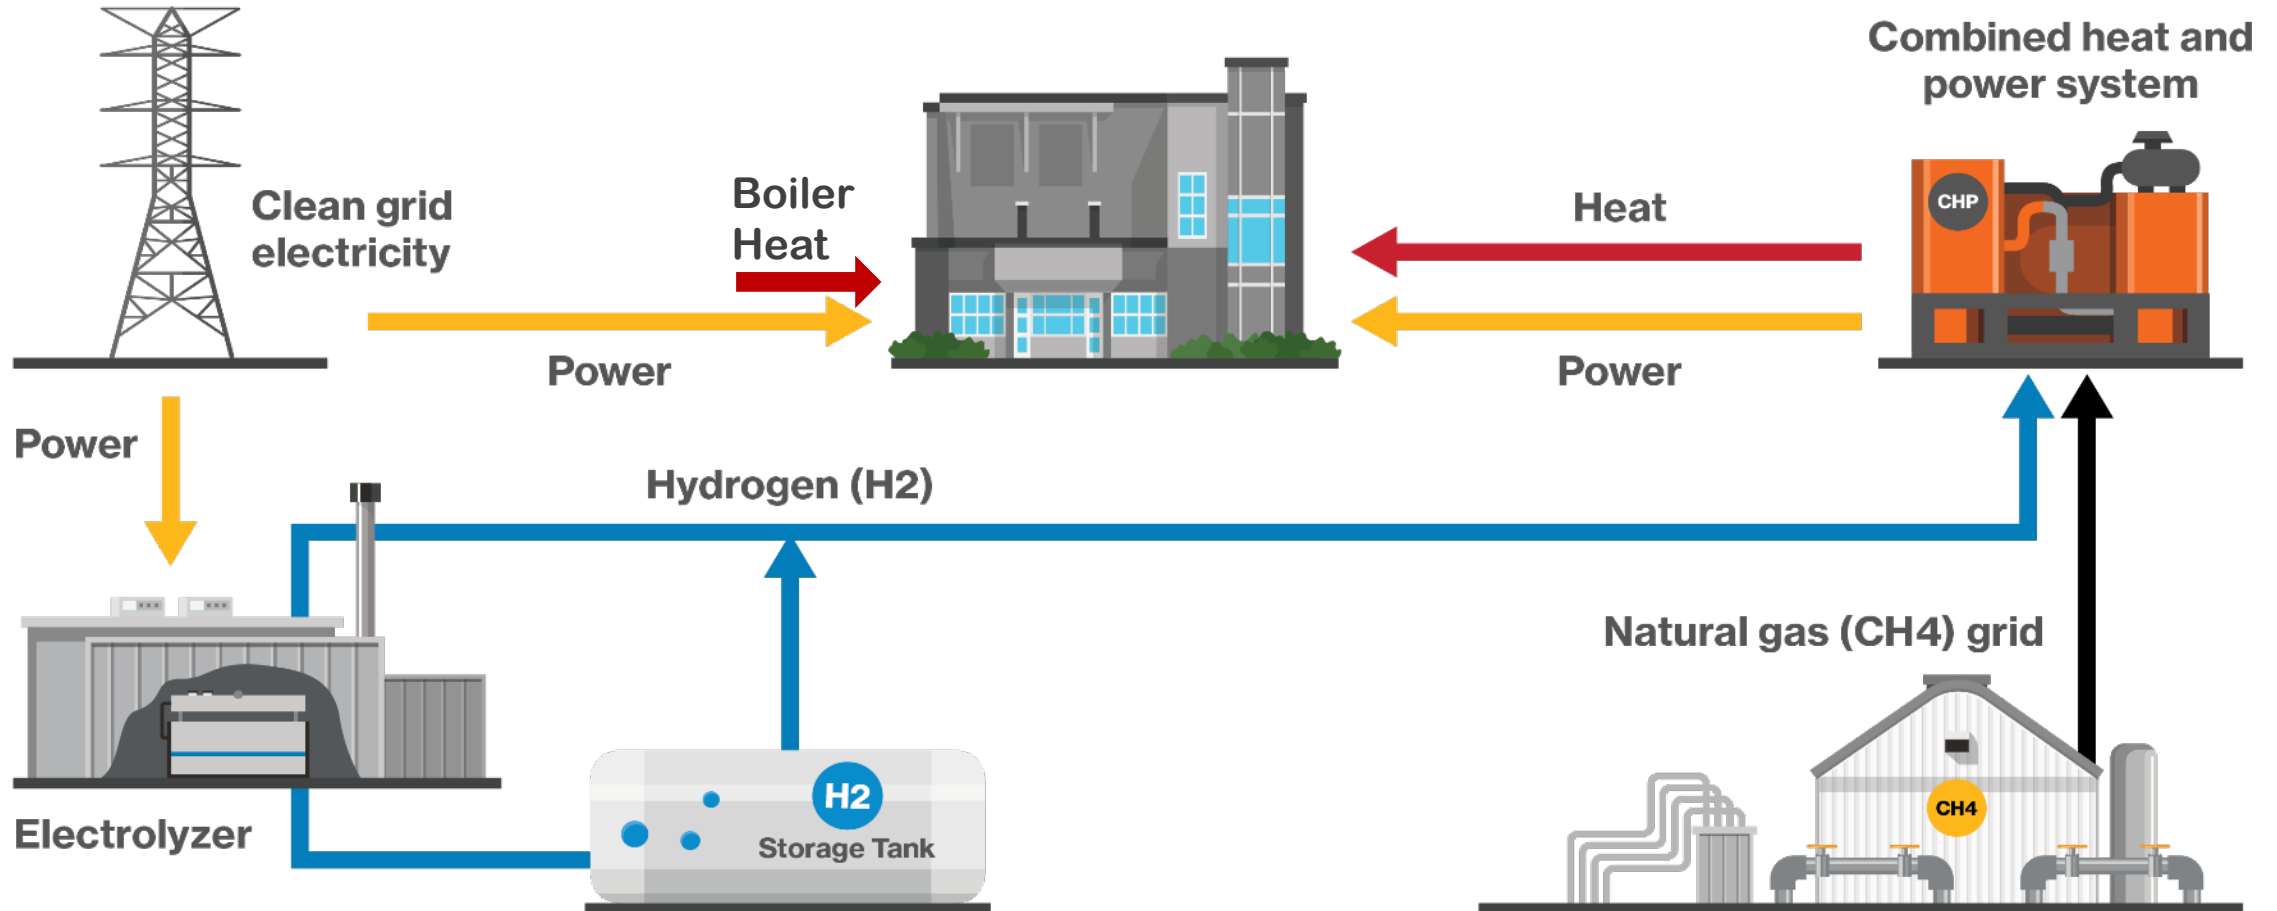 Combined heat and
power system
CHP
Clean grid
electricity
Boiler
Heat
Heat
Power
Power
Power
Hydrogen (H2)
Natural gas (CH4) grid
H2
Storage Tank
CH4
Electrolyzer